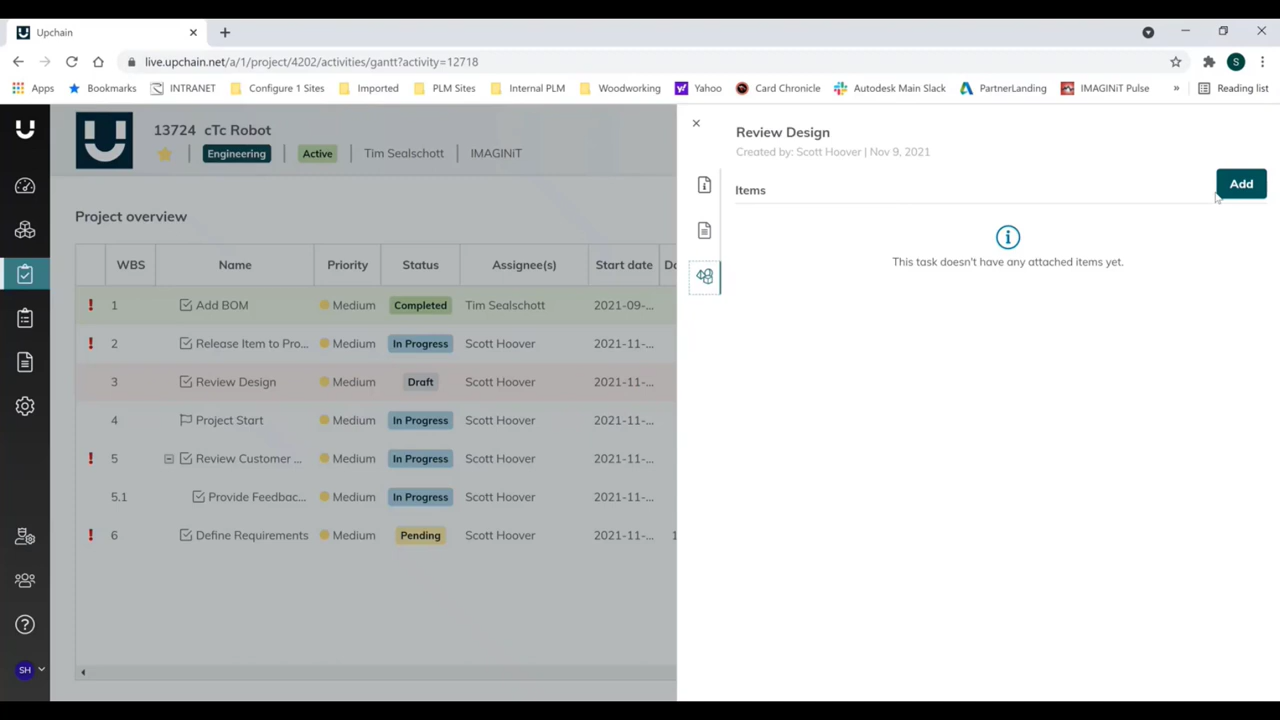 Upchain
live.upchain.net/a/1/project/4202/activities/gantt?activity=12718
S
Apps Bookmarks INTRANET Configure 1 Sites Imported PLM Sites Internal PLM Woodworking Yahoo Card Chronicle Autodesk Main Slack PartnerLanding IMAGINiT Pulse » Reading list
13724 cTc Robot
Engineering Active Tim Sealschott IMAGINiT
Review Design
Created by: Scott Hoover | Nov 9, 2021
Items
Add
This task doesn't have any attached items yet.
Project overview
WBS Name Priority Status Assignee(s) Start date
1 Add BOM Medium Completed Tim Sealschott 2021-09-...
2 Release Item to Pro... Medium In Progress Scott Hoover 2021-11-...
3 Review Design Medium Draft Scott Hoover 2021-11-...
4 Project Start Medium In Progress Scott Hoover 2021-11-...
5 Review Customer ... Medium In Progress Scott Hoover 2021-11-...
5.1 Provide Feedbac... Medium In Progress Scott Hoover 2021-11-...
6 Define Requirements Medium Pending Scott Hoover 2021-11-... 1
SH